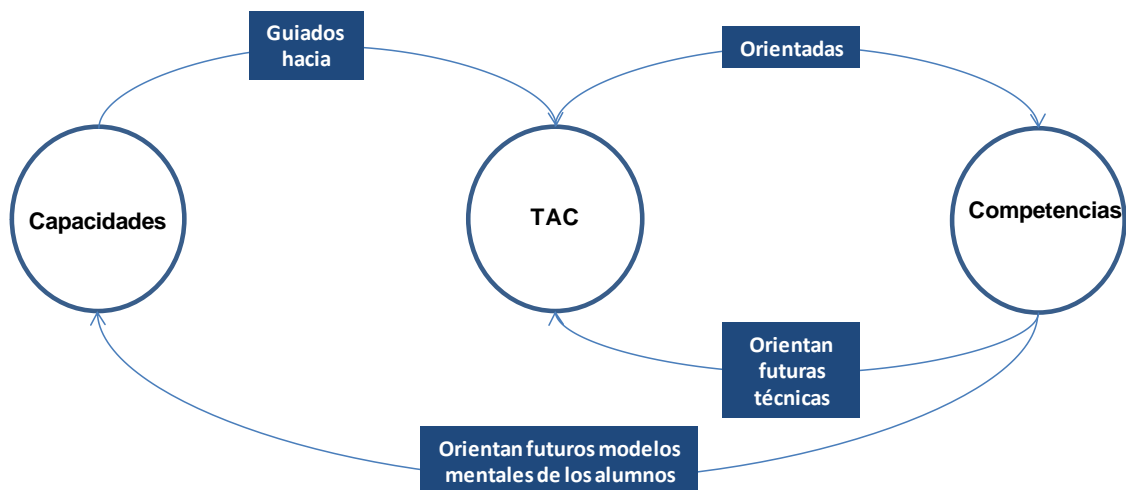 Guiados
hacia
Orientadas
Capacidades
TAC
Competencias
Orientan
futuras
técnicas
Orientan futuros modelos
mentales de los alumnos